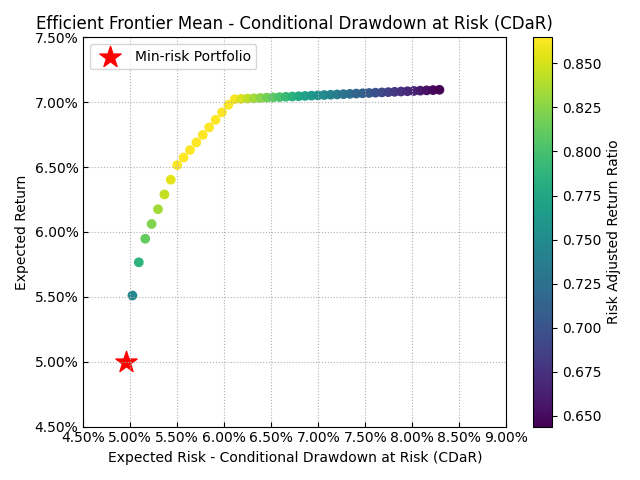 Efficient Frontier Mean - Conditional Drawdown at Risk (CDaR)
7.50%
7.00%
6.50%
6.00%
5.50%
5.00%
4.50%
Expected Return
Min-risk Portfolio
4.50% 5.00% 5.50% 6.00% 6.50% 7.00% 7.50% 8.00% 8.50% 9.00%
Expected Risk - Conditional Drawdown at Risk (CDaR)
0.850
0.825
0.800
0.775
0.750
0.725
0.700
0.675
0.650
Risk Adjusted Return Ratio